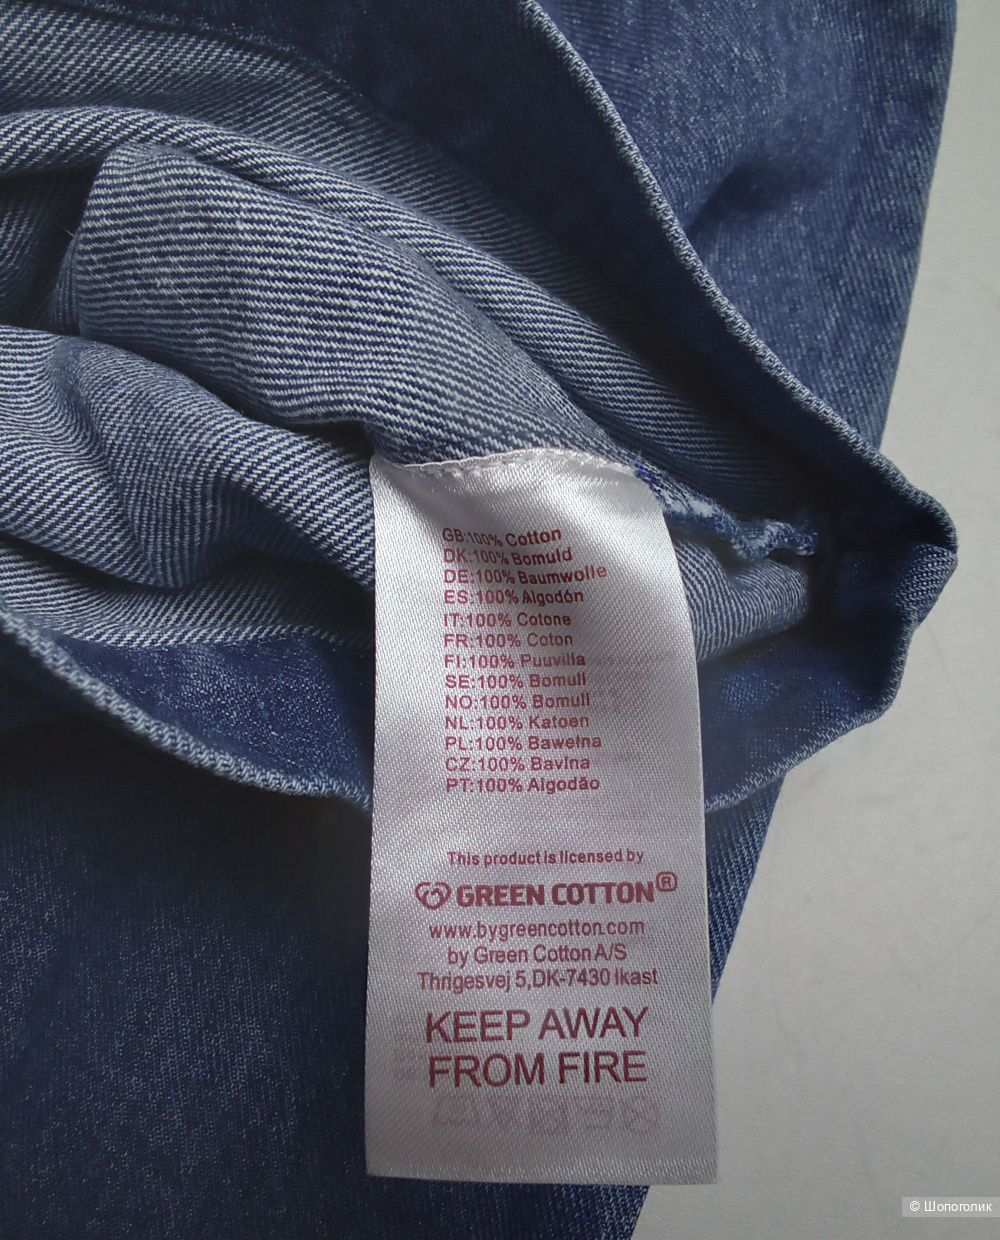 GB:100% Cotton
DK:100% Bomuld
DE:100% Baumwolle
ES:100% Algodón
IT:100% Cotone
FR:100% Coton
FI:100% Puuvilla
SE:100% Bomull
NO:100% Bomull
NL:100% Katoen
PL:100% Bawełna
CZ:100% Bavlna
PT:100% Algodão
This product is licensed by
GREEN COTTON®
www.bygreencotton.com
by Green Cotton A/S
Thrigesvej 5,DK-7430 Ikast
KEEP AWAY
FROM FIRE
© Шопоголик